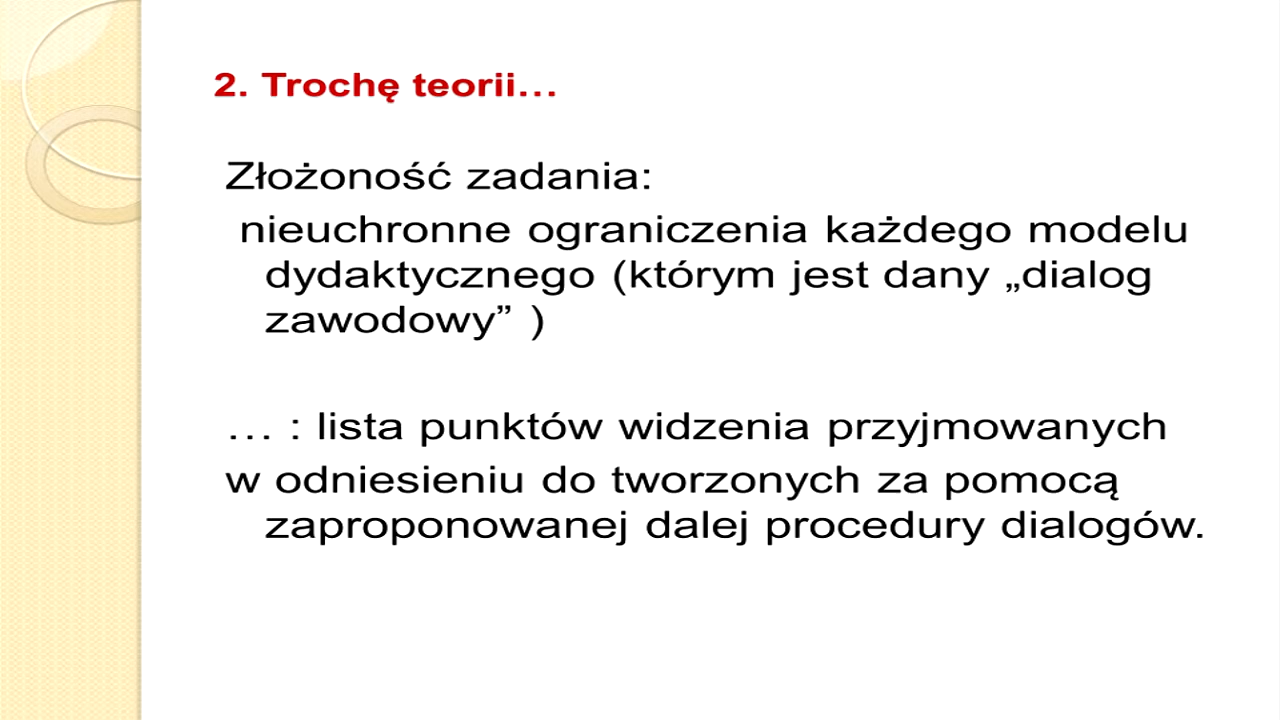 2. Trochę teorii…
Złożoność zadania:
nieuchronne ograniczenia każdego modelu
dydaktycznego (którym jest dany „dialog
zawodowy” )
… : lista punktów widzenia przyjmowanych
w odniesieniu do tworzonych za pomocą
zaproponowanej dalej procedury dialogów.